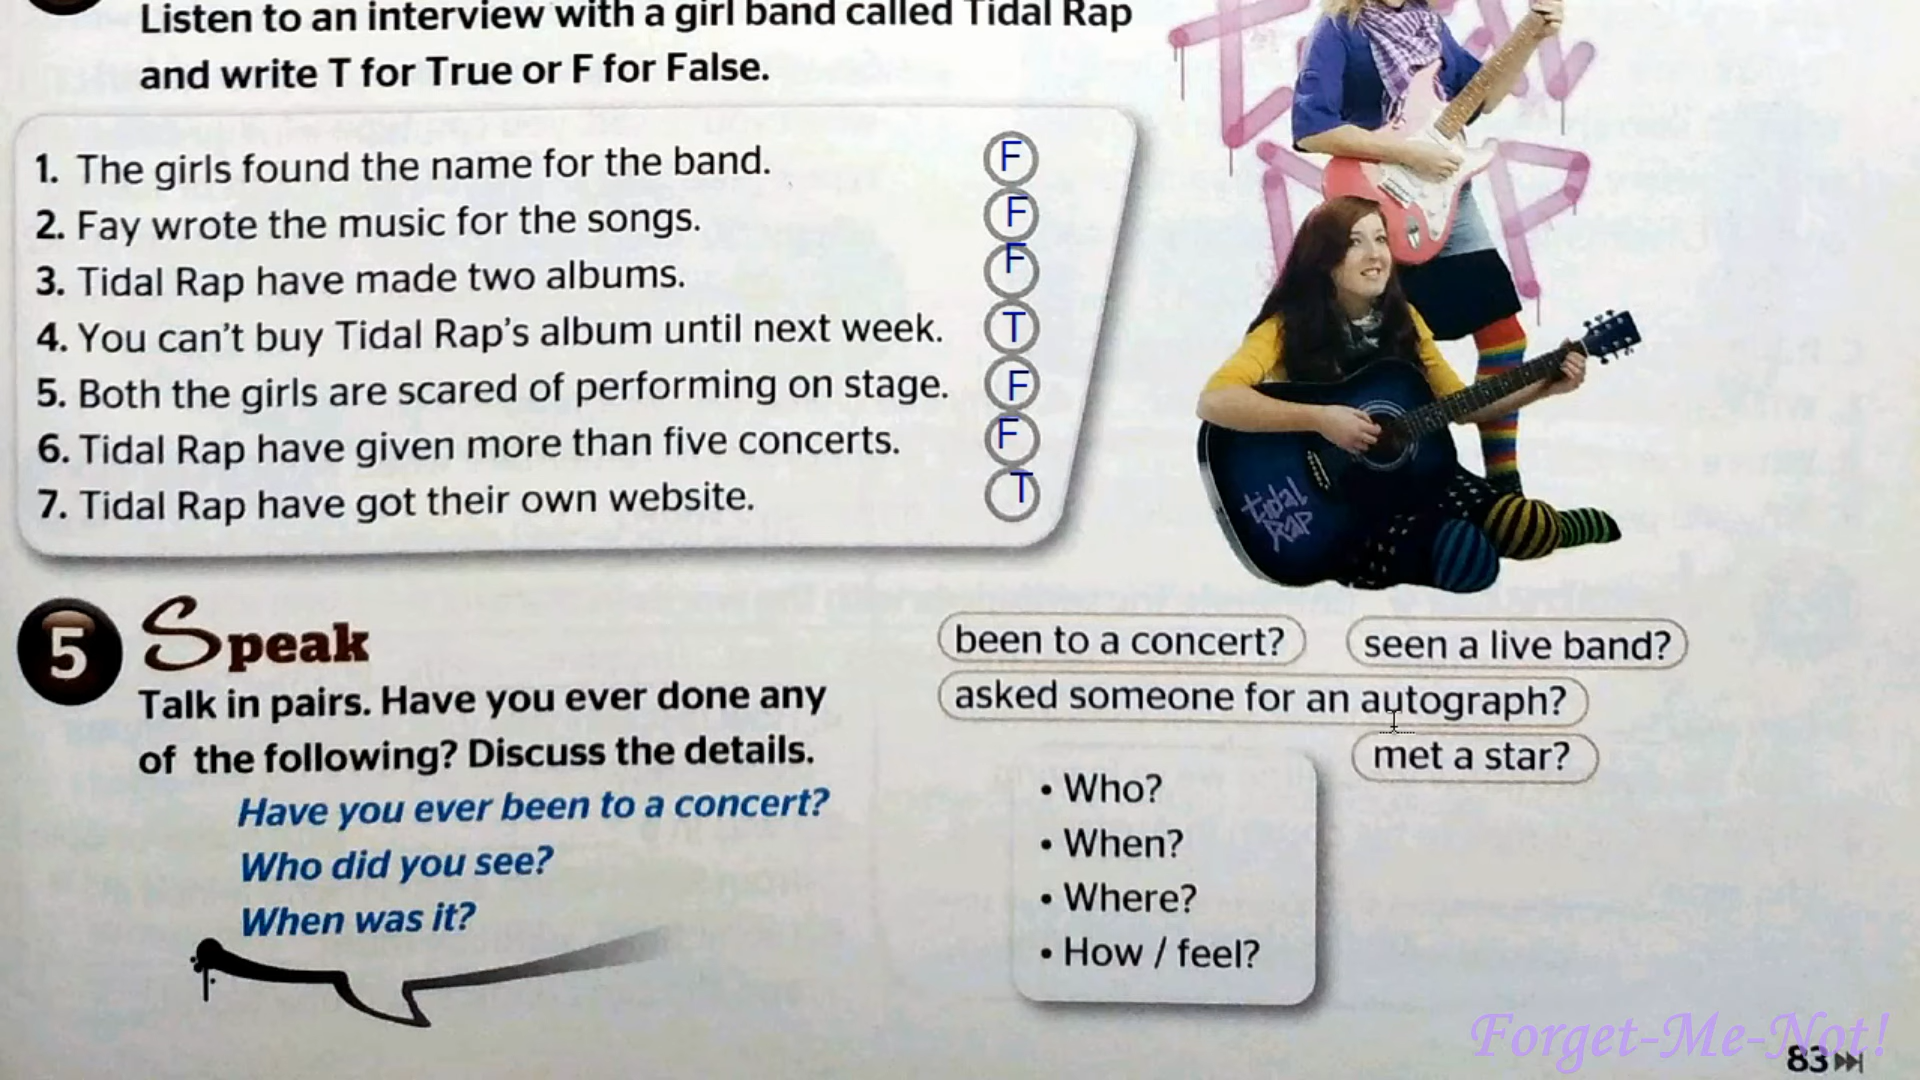 Listen to an interview with a girl band called Tidal Rap
and write T for True or F for False.
1. The girls found the name for the band. F
2. Fay wrote the music for the songs. F
3. Tidal Rap have made two albums. F
4. You can't buy Tidal Rap's album until next week. T
5. Both the girls are scared of performing on stage. F
6. Tidal Rap have given more than five concerts. F
7. Tidal Rap have got their own website. T
tidal
RAP
5 Speak
Talk in pairs. Have you ever done any
of the following? Discuss the details.
Have you ever been to a concert?
Who did you see?
When was it?
been to a concert?
seen a live band?
asked someone for an autograph?
met a star?
• Who?
• When?
• Where?
• How / feel?
Forget-Me-Not!
83